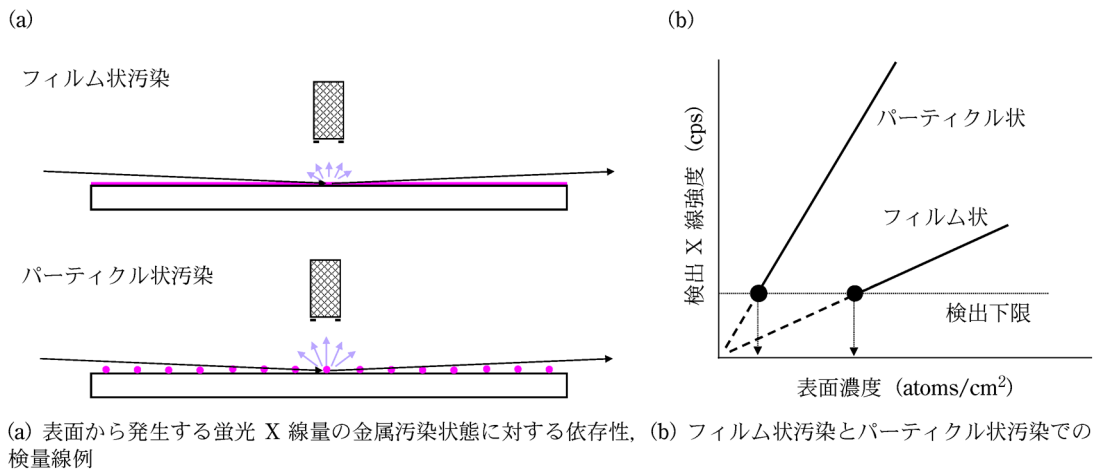 (a)
フィルム状汚染
パーティクル状汚染
(b)
検出 X 線強度 (cps)
パーティクル状
フィルム状
検出下限
表面濃度 (atoms/cm²)
(a) 表面から発生する蛍光 X 線量の金属汚染状態に対する依存性, (b) フィルム状汚染とパーティクル状汚染での
検量線例